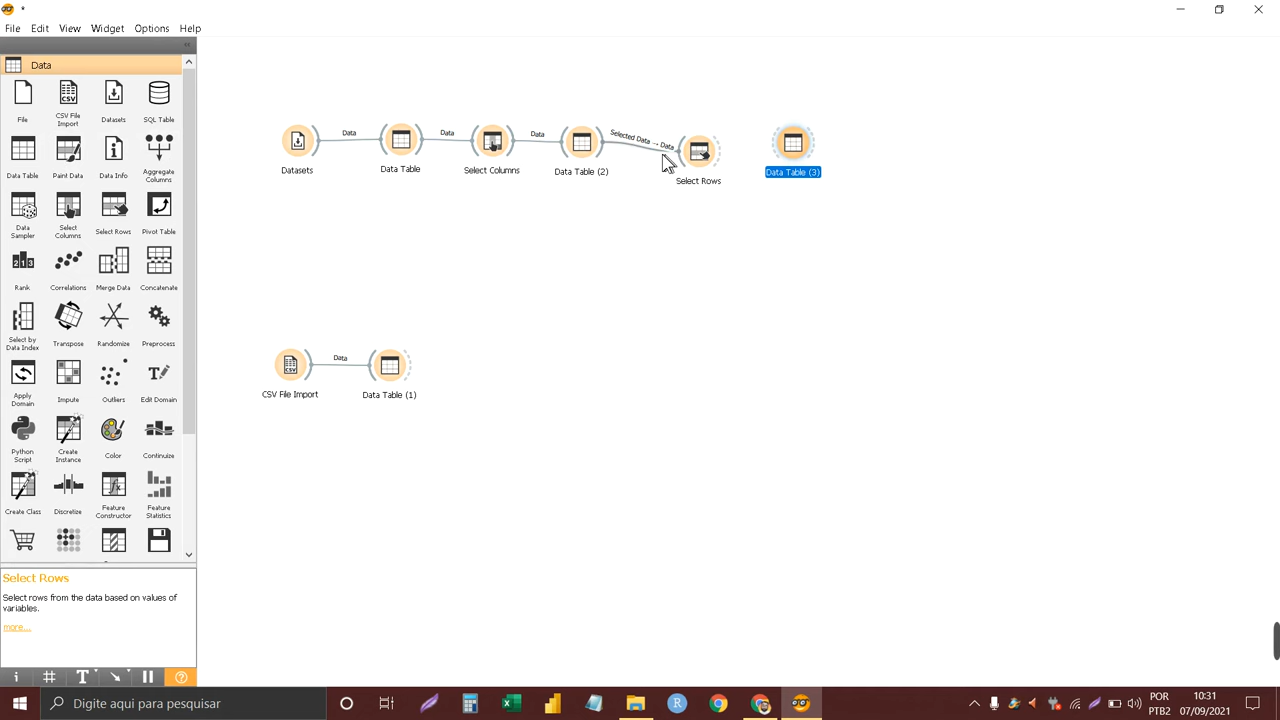 *
File Edit View Widget Options Help
Data
File
CSV File
Import
Datasets
SQL Table
Data Table
Paint Data
Data Info
Aggregate
Columns
Data
Sampler
Select
Columns
Select Rows
Pivot Table
Rank
Correlations
Merge Data
Concatenate
Select by
Data Index
Transpose
Randomize
Preprocess
Apply
Domain
Impute
Outliers
Edit Domain
Python
Script
Create
Instance
Color
Continuize
Create Class
Discretize
Feature
Constructor
Feature
Statistics
Select Rows
Select rows from the data based on values of
variables.
more...
Datasets
Data
Data Table
Data
Select Columns
Data
Data Table (2)
Selected Data → Data
Select Rows
Data Table (3)
CSV File Import
Data
Data Table (1)
Digite aqui para pesquisar
POR
PTB2
10:31
07/09/2021